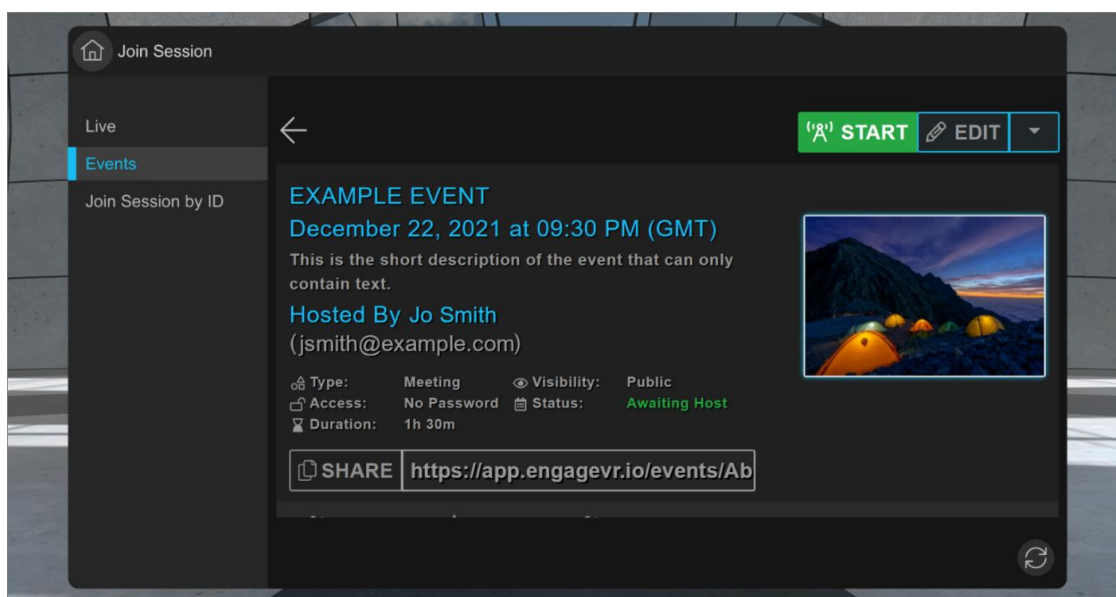 Join Session
Live
Events
Join Session by ID
START EDIT
EXAMPLE EVENT
December 22, 2021 at 09:30 PM (GMT)
This is the short description of the event that can only
contain text.
Hosted By Jo Smith
(jsmith@example.com)
Type: Meeting Visibility: Public
Access: No Password Status: Awaiting Host
Duration: 1h 30m
SHARE https://app.engagevr.io/events/Ab